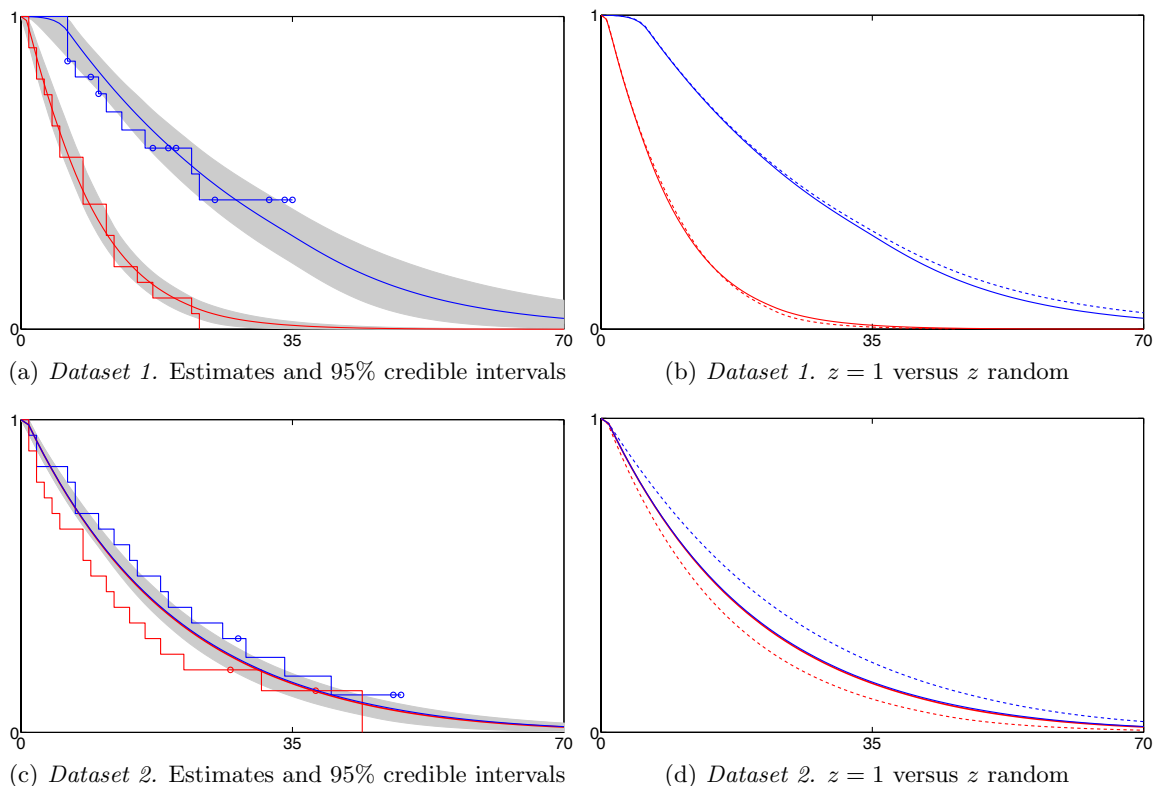 1 1
0 0
35 70 35 70
(a) Dataset 1. Estimates and 95% credible intervals
(b) Dataset 1. z = 1 versus z random
1 1
0 0
35 70 0 35 70
(c) Dataset 2. Estimates and 95% credible intervals
(d) Dataset 2. z = 1 versus z random